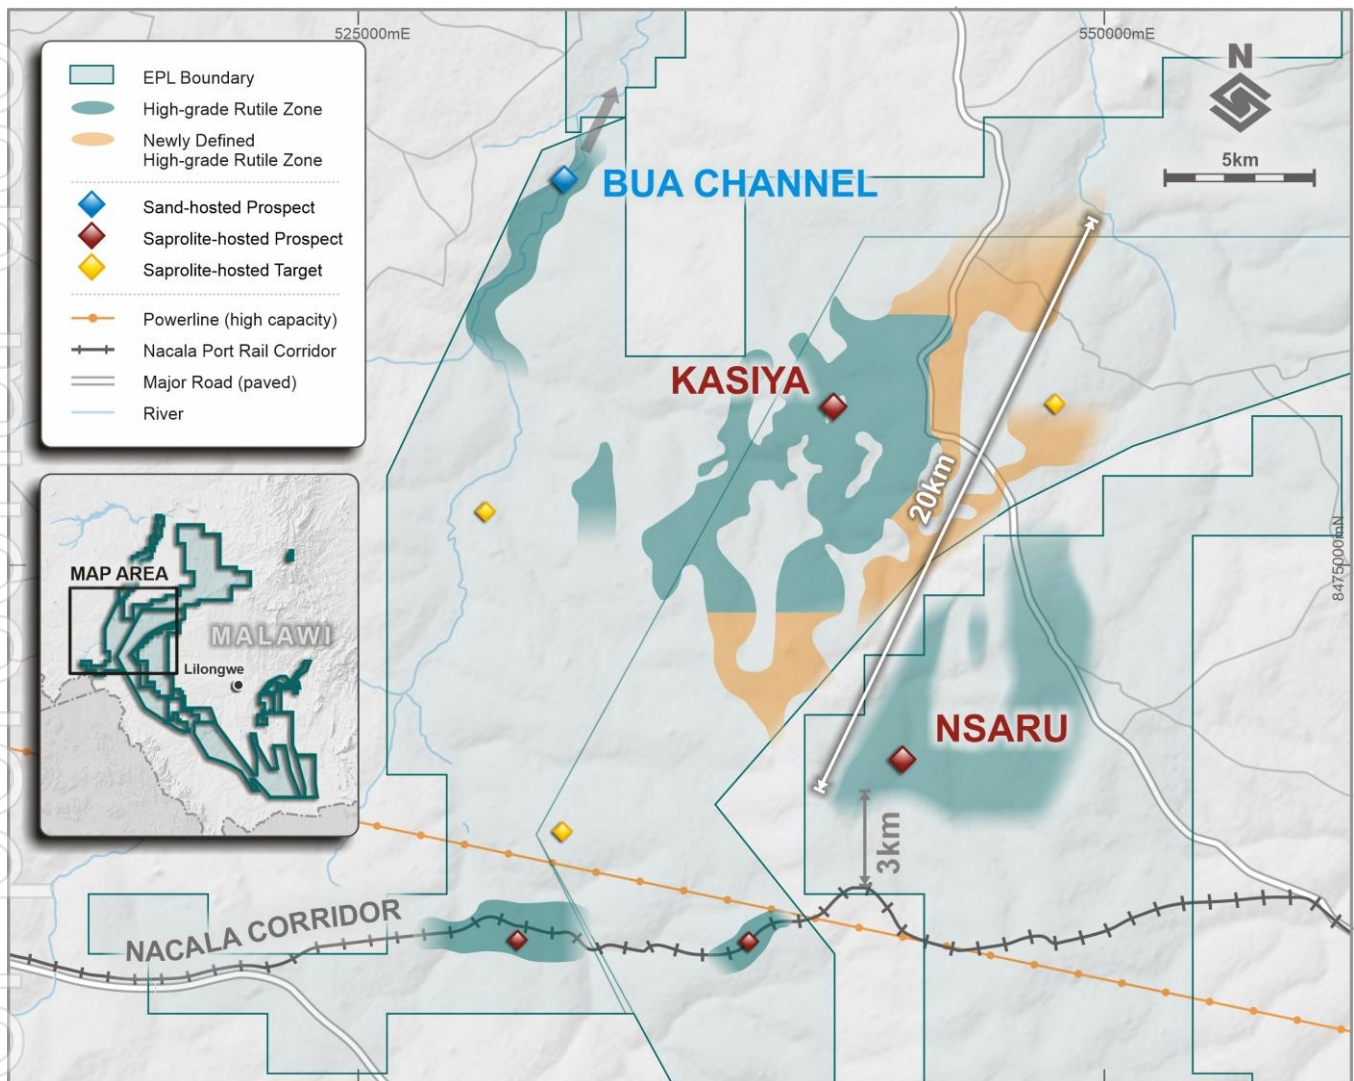 525000mE
550000mE
EPL Boundary
High-grade Rutile Zone
Newly Defined
High-grade Rutile Zone
Sand-hosted Prospect
Saprolite-hosted Prospect
Saprolite-hosted Target
Powerline (high capacity)
Nacala Port Rail Corridor
Major Road (paved)
River
N
5km
BUA CHANNEL
KASIYA
20km
8475000mN
MAP AREA
MALAWI
Lilongwe
NSARU
3km
NACALA CORRIDOR